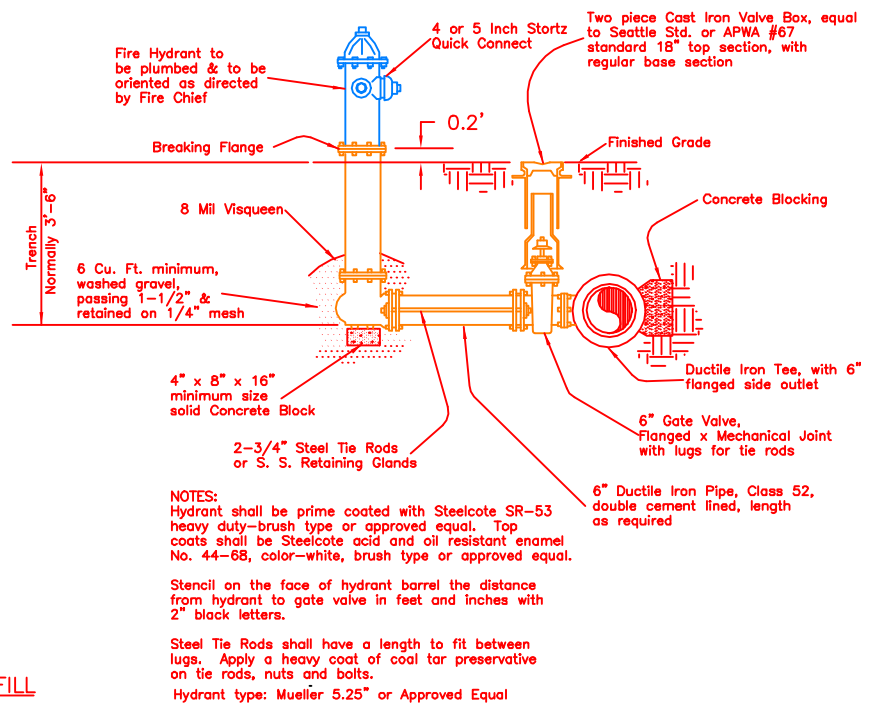 4 or 5 Inch Stortz
Quick Connect
Two piece Cast Iron Valve Box, equal
to Seattle Std. or APWA #67
standard 18" top section, with
regular base section
Fire Hydrant to
be plumbed & to be
oriented as directed
by Fire Chief
0.2'
Breaking Flange
Finished Grade
Trench
Normally 3'-6"
8 Mil Visqueen
Concrete Blocking
6 Cu. Ft. minimum,
washed gravel,
passing 1-1/2" &
retained on 1/4" mesh
4" x 8" x 16"
minimum size
solid Concrete Block
Ductile Iron Tee, with 6"
flanged side outlet
6" Gate Valve,
Flanged x Mechanical Joint
with lugs for tie rods
2-3/4" Steel Tie Rods
or S. S. Retaining Glands
6" Ductile Iron Pipe, Class 52,
double cement lined, length
as required
NOTES:
Hydrant shall be prime coated with Steelcote SR-53
heavy duty-brush type or approved equal. Top
coats shall be Steelcote acid and oil resistant enamel
No. 44-68, color-white, brush type or approved equal.
Stencil on the face of hydrant barrel the distance
from hydrant to gate valve in feet and inches with
2" black letters.
Steel Tie Rods shall have a length to fit between
lugs. Apply a heavy coat of coal tar preservative
on tie rods, nuts and bolts.
Hydrant type: Mueller 5.25" or Approved Equal
FILL